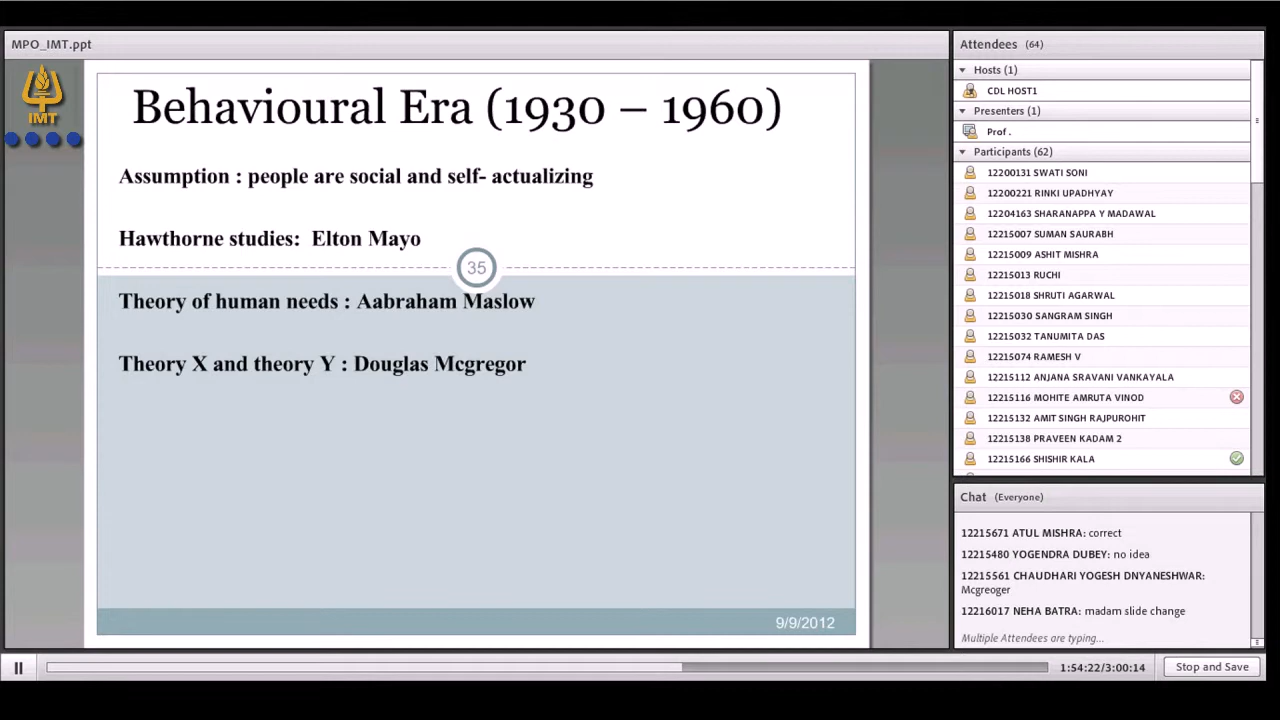 MPO_IMT.ppt
IMT
Behavioural Era (1930 – 1960)
Assumption : people are social and self- actualizing
Hawthorne studies:  Elton Mayo
35
Theory of human needs : Aabraham Maslow
Theory X and theory Y : Douglas Mcgregor
9/9/2012
Attendees (64)
Hosts (1)
CDL HOST1
Presenters (1)
Prof .
Participants (62)
12200131 SWATI SONI
12200221 RINKI UPADHYAY
12204163 SHARANAPPA Y MADAWAL
12215007 SUMAN SAURABH
12215009 ASHIT MISHRA
12215013 RUCHI
12215018 SHRUTI AGARWAL
12215030 SANGRAM SINGH
12215032 TANUMITA DAS
12215074 RAMESH V
12215112 ANJANA SRAVANI VANKAYALA
12215116 MOHITE AMRUTA VINOD
12215132 AMIT SINGH RAJPUROHIT
12215138 PRAVEEN KADAM 2
12215166 SHISHIR KALA
Chat (Everyone)
12215671 ATUL MISHRA: correct
12215480 YOGENDRA DUBEY: no idea
12215561 CHAUDHARI YOGESH DNYANESHWAR:
Mcgreoger
12216017 NEHA BATRA: madam slide change
Multiple Attendees are typing...
1:54:22/3:00:14
Stop and Save